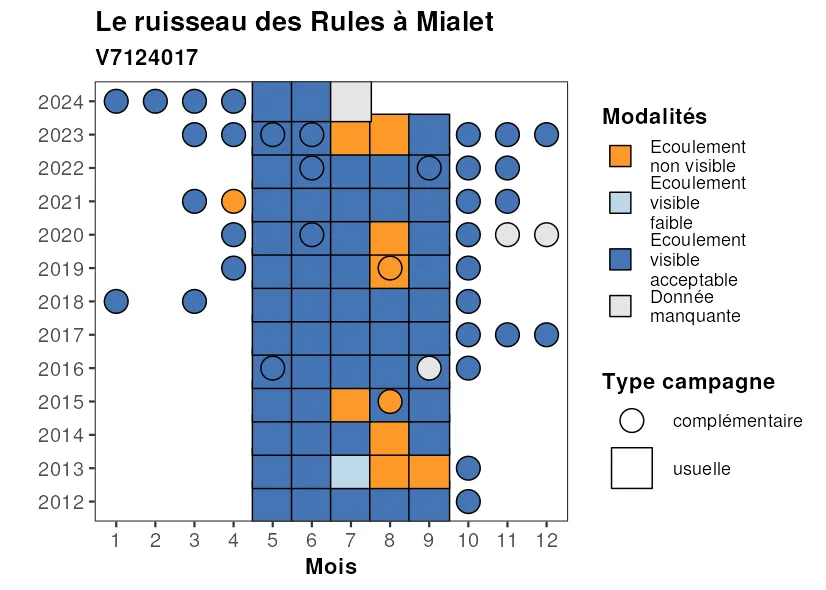 Le ruisseau des Rules à Mialet
V7124017
2024
2023
2022
2021
2020
2019
2018
2017
2016
2015
2014
2013
2012
1 2 3 4 5 6 7 8 9 10 11 12
Mois
Modalités
Ecoulement
non visible
Ecoulement
visible
faible
Ecoulement
visible
acceptable
Donnée
manquante
Type campagne
complémentaire
usuelle